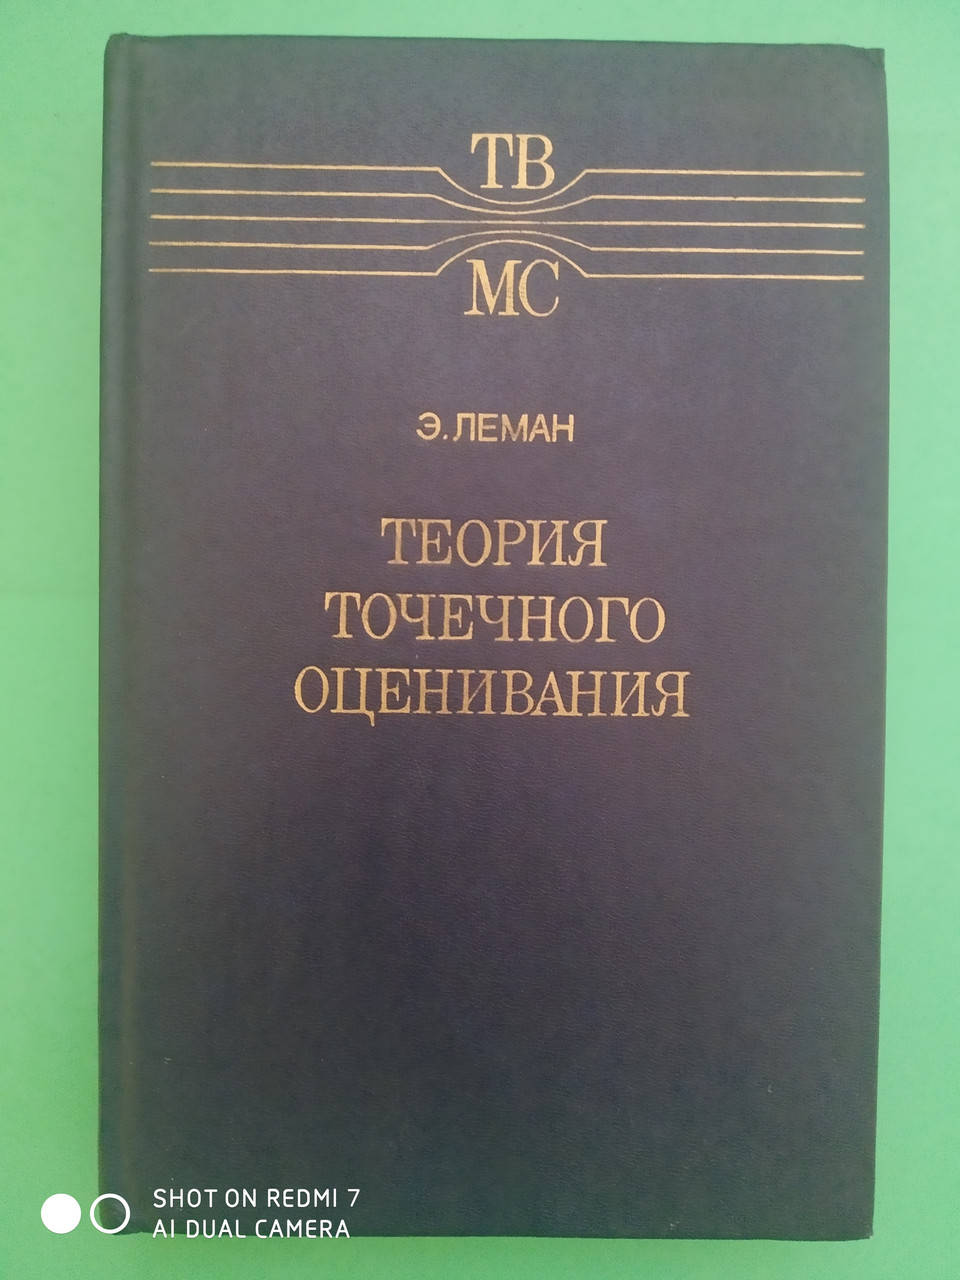 ТВ
МС
Э.ЛЕМАН
ТЕОРИЯ
ТОЧЕЧНОГО
ОЦЕНИВАНИЯ
SHOT ON REDMI 7
AI DUAL CAMERA